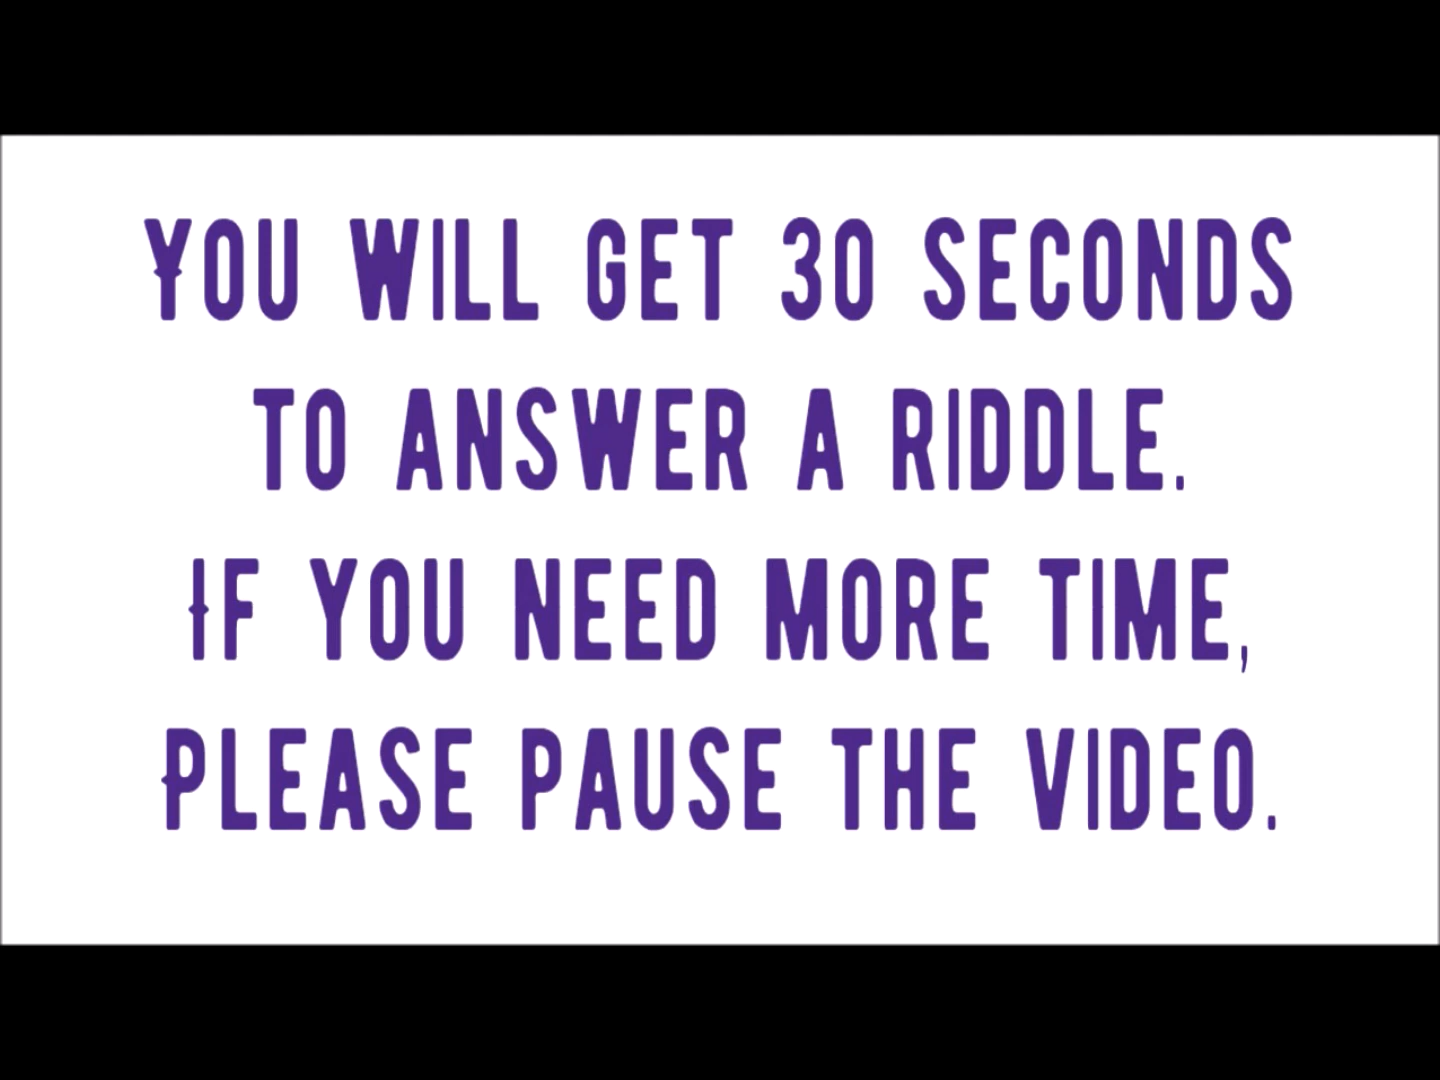 You will get 30 seconds
to answer a riddle.
If you need more time,
please pause the video.